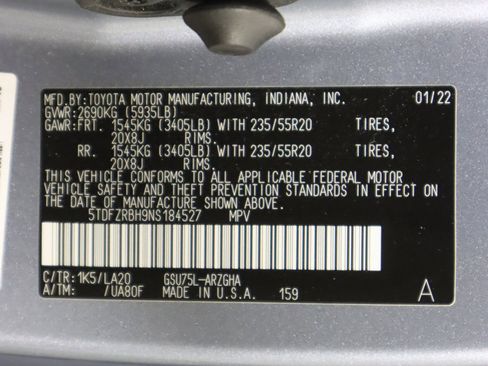 MFD.BY:TOYOTA MOTOR MANUFACTURING, INDIANA, INC. 01/22
GVWR:2690KG (5935LB)
GAWR:FRT. 1545KG (3405LB) WITH 235/55R20 TIRES,
20X8J RIMS.
RR. 1545KG (3405LB) WITH 235/55R20 TIRES,
20X8J RIMS.
THIS VEHICLE CONFORMS TO ALL APPLICABLE FEDERAL MOTOR
VEHICLE SAFETY AND THEFT PREVENTION STANDARDS IN EFFECT ON
THE DATE OF MANUFACTURE SHOWN ABOVE.
5TDFZRBH9NS184527 MPV
C/TR:1K5/LA20 GSU75L-ARZGHA
A/TM: /UA80F MADE IN U.S.A. 159 A